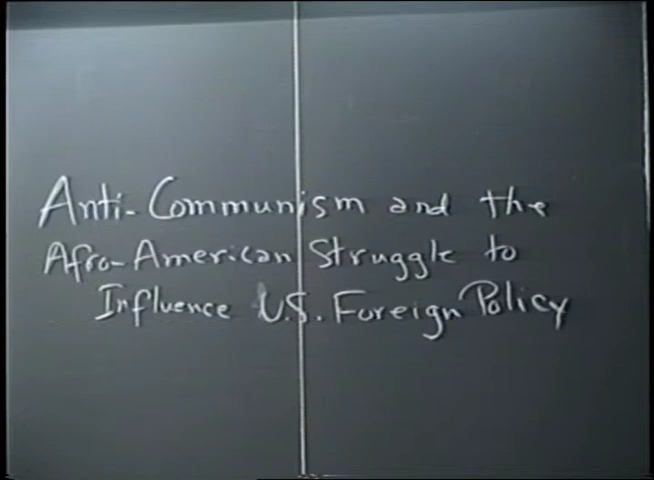 Anti-Communism and the
Afro-American Struggle to
Influence U.S. Foreign Policy